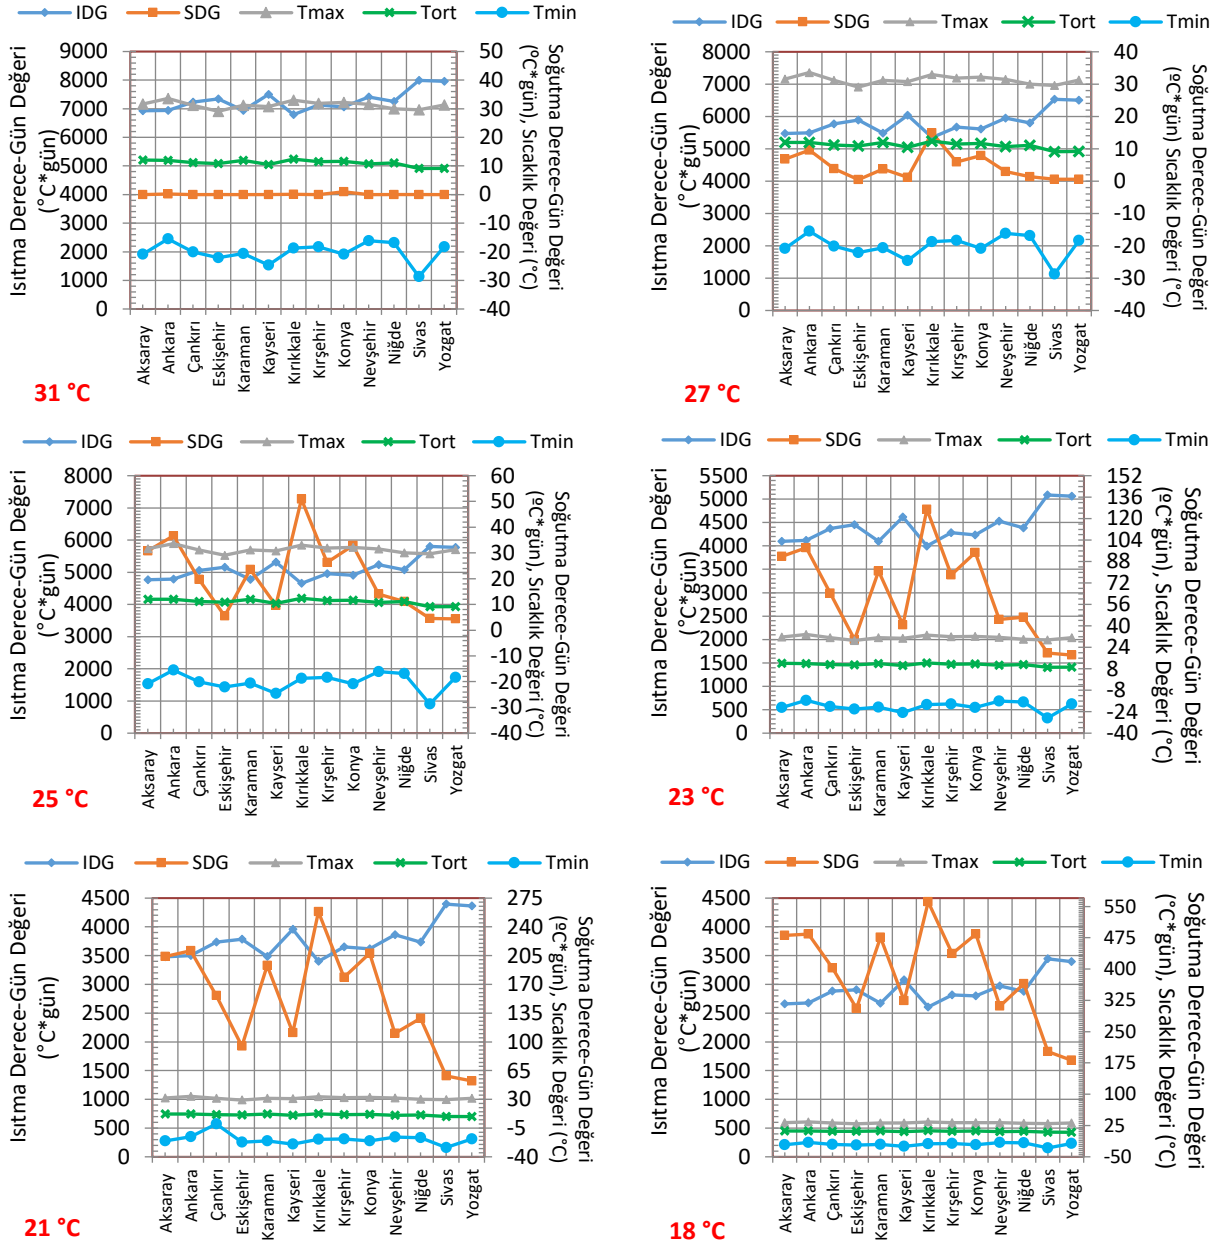 IDG SDG Tmax Tort Tmin
Isıtma Derece-Gün Değeri
(°C*gün)
9000
8000
7000
6000
5000
4000
3000
2000
1000
0
50
40
30
20
10
0
-10
-20
-30
-40
Soğutma Derece-Gün Değeri
(ºC*gün), Sıcaklık Değeri
(°C)
Aksaray
Ankara
Çankırı
Eskişehir
Karaman
Kayseri
Kırıkkale
Kırşehir
Konya
Nevşehir
Niğde
Sivas
Yozgat
31 °C
IDG SDG Tmax Tort Tmin
Isıtma Derece-Gün Değeri
(°C*gün)
8000
7000
6000
5000
4000
3000
2000
1000
0
40
30
20
10
0
-10
-20
-30
-40
Soğutma Derece-Gün Değeri
(ºC*gün) Sıcaklık Değeri (°C)
Aksaray
Ankara
Çankırı
Eskişehir
Karaman
Kayseri
Kırıkkale
Kırşehir
Konya
Nevşehir
Niğde
Sivas
Yozgat
27 °C
IDG SDG Tmax Tort Tmin
Isıtma Derece-Gün Değeri
(°C*gün)
8000
7000
6000
5000
4000
3000
2000
1000
0
60
50
40
30
20
10
0
-10
-20
-30
-40
Soğutma Derece-Gün Değeri
(ºC*gün), Sıcaklık Değeri
(°C)
Aksaray
Ankara
Çankırı
Eskişehir
Karaman
Kayseri
Kırıkkale
Kırşehir
Konya
Nevşehir
Niğde
Sivas
Yozgat
25 °C
IDG SDG Tmax Tort Tmin
Isıtma Derece-Gün Değeri
(°C*gün)
5500
5000
4500
4000
3500
3000
2500
2000
1500
1000
500
0
152
136
120
104
88
72
56
40
24
8
-8
-24
-40
Soğutma Derece-Gün Değeri
(°C*gün), Sıcaklık Değeri (°C)
Aksaray
Ankara
Çankırı
Eskişehir
Karaman
Kayseri
Kırıkkale
Kırşehir
Konya
Nevşehir
Niğde
Sivas
Yozgat
23 °C
IDG SDG Tmax Tort Tmin
Isıtma Derece-Gün Değeri
(°C*gün)
4500
4000
3500
3000
2500
2000
1500
1000
500
0
275
240
205
170
135
100
65
30
-5
-40
Soğutma Derece-Gün Değeri
(ºC*gün), Sıcaklık Değeri (°C)
Aksaray
Ankara
Çankırı
Eskişehir
Karaman
Kayseri
Kırıkkale
Kırşehir
Konya
Nevşehir
Niğde
Sivas
Yozgat
21 °C
IDG SDG Tmax Tort Tmin
Isıtma Derece-Gün Değeri
(°C*gün)
4500
4000
3500
3000
2500
2000
1500
1000
500
0
550
475
400
325
250
175
100
25
-50
Soğutma Derece-Gün Değeri
(°C*gün), Sıcaklık Değeri (°C)
Aksaray
Ankara
Çankırı
Eskişehir
Karaman
Kayseri
Kırıkkale
Kırşehir
Konya
Nevşehir
Niğde
Sivas
Yozgat
18 °C